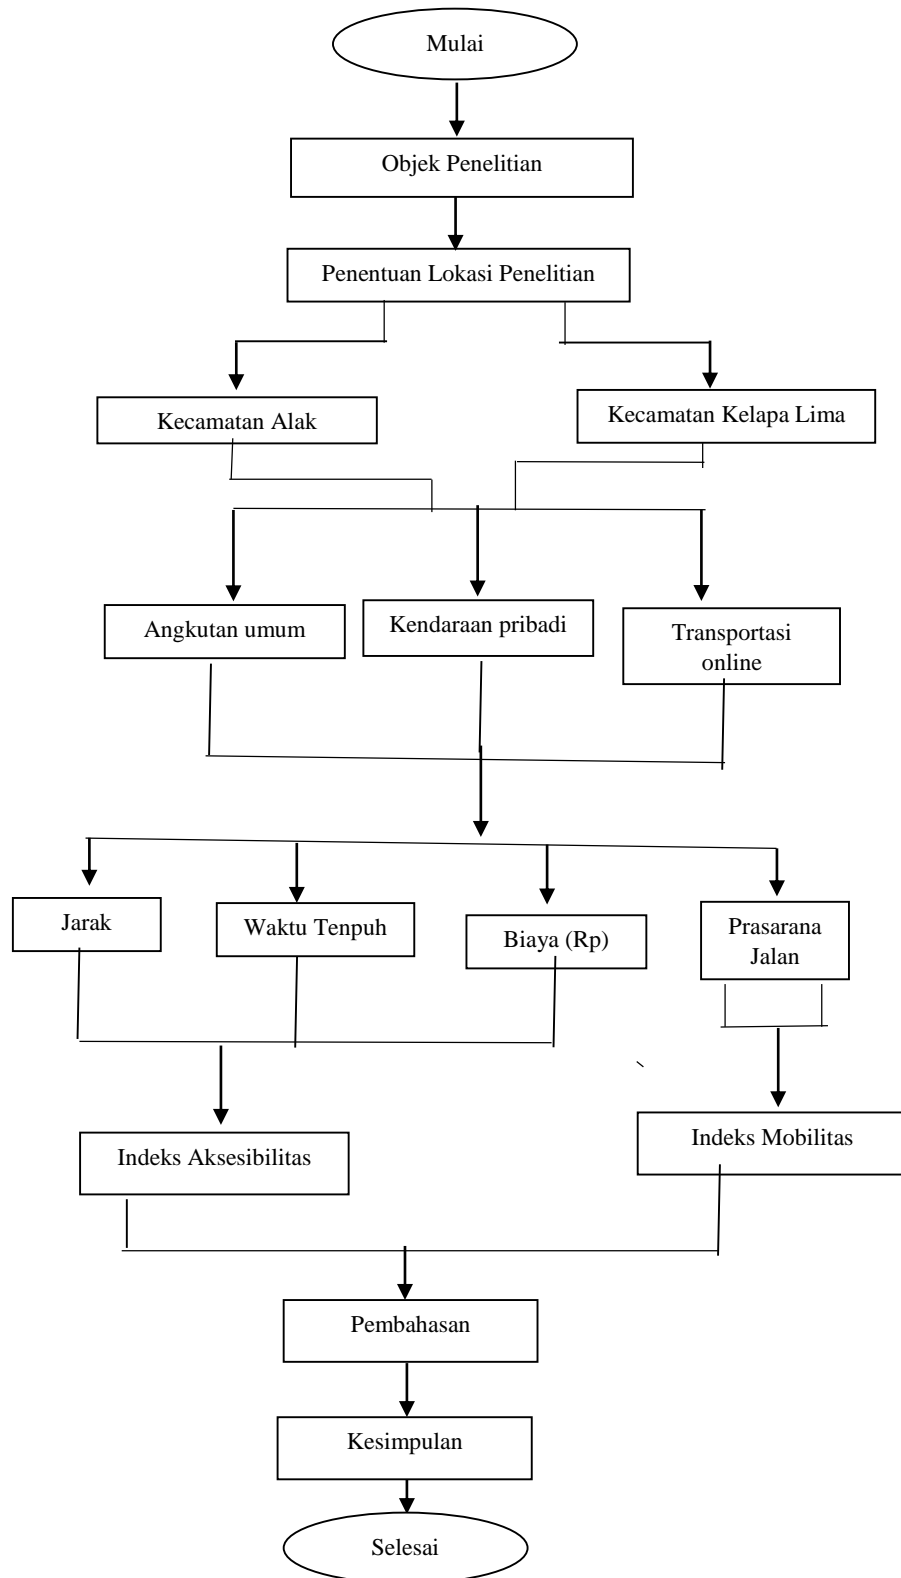 Mulai
Objek Penelitian
Penentuan Lokasi Penelitian
Kecamatan Alak
Kecamatan Kelapa Lima
Angkutan umum
Kendaraan pribadi
Transportasi
online
Jarak
Waktu Tenpuh
Biaya (Rp)
Prasarana
Jalan
Indeks Aksesibilitas
Indeks Mobilitas
Pembahasan
Kesimpulan
Selesai